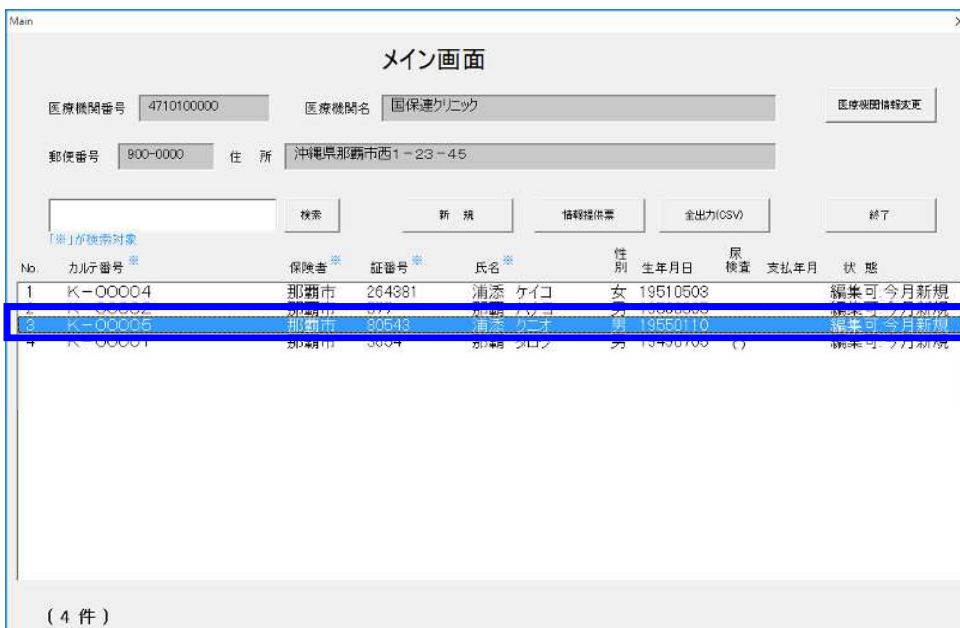 Main
メイン画面
医療機関番号 4710100000 医療機関名 国保連クリニック 医療機関情報変更
郵便番号 900-0000 住 所 沖縄県那覇市西1-23-45
検索 新 規 情報提供票 全出力(CSV) 終了
「※」が検索対象
No. カルテ番号※ 保険者※ 証番号※ 氏名※ 性別 生年月日 尿検査 支払年月 状 態
1 K-00004 那覇市 264381 浦添 ケイコ 女 19510503 編集可:今月新規
3 K-00005 那覇市 80543 浦添 クニオ 男 19550110 編集可:今月新規
4
(4 件)